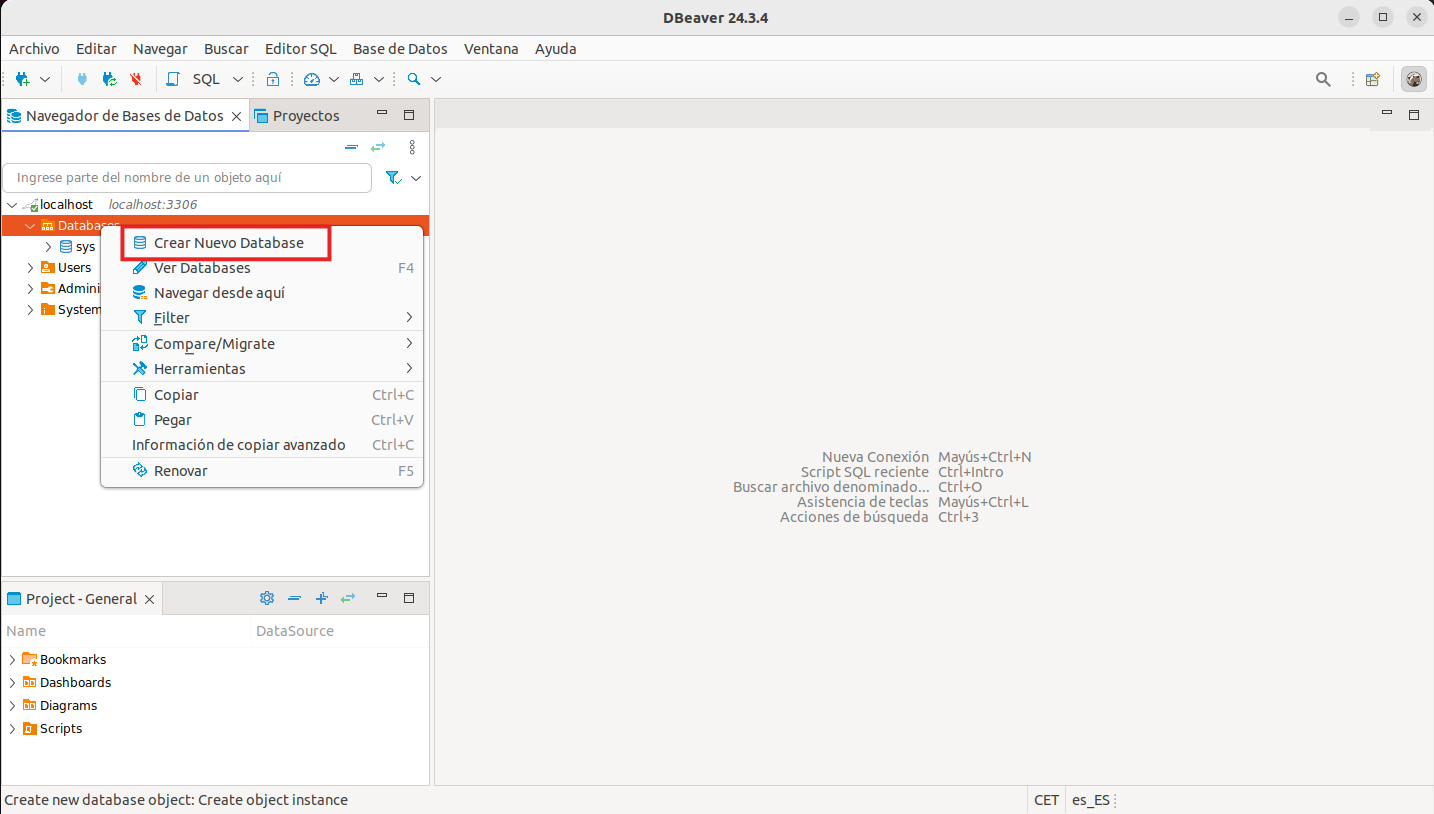 DBeaver 24.3.4
Archivo Editar Navegar Buscar Editor SQL Base de Datos Ventana Ayuda
SQL
Navegador de Bases de Datos Proyectos
Ingrese parte del nombre de un objeto aquí
localhost localhost:3306
Databases
sys
Users
Admini
System
Crear Nuevo Database
Ver Databases F4
Navegar desde aquí
Filter
Compare/Migrate
Herramientas
Copiar Ctrl+C
Pegar Ctrl+V
Información de copiar avanzado Ctrl+C
Renovar F5
Nueva Conexión Mayús+Ctrl+N
Script SQL reciente Ctrl+Intro
Buscar archivo denominado... Ctrl+O
Asistencia de teclas Mayús+Ctrl+L
Acciones de búsqueda Ctrl+3
Project - General
Name DataSource
Bookmarks
Dashboards
Diagrams
Scripts
Create new database object: Create object instance CET es_ES